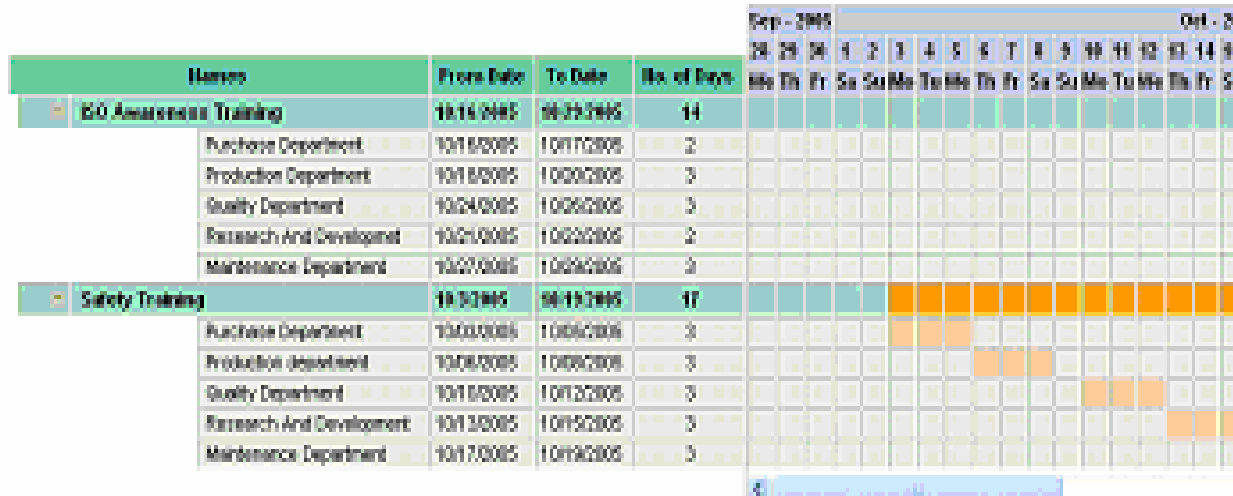 Sep - 2005 Oct - 2
28 29 30 1 2 3 4 5 6 7 8 9 10 11 12 13 14
Names From Date To Date No. of Days We Th Fr Sa Su Mo Tu We Th Fr Sa Su Mo Tu We Th Fr S
ISO Awareness Training 10/16/2005 10/29/2005 14
Purchase Department 10/16/2005 10/17/2005 2
Production Department 10/18/2005 10/20/2005 3
Quality Department 10/24/2005 10/26/2005 3
Research And Developmet 10/21/2005 10/22/2005 2
Maintenance Department 10/27/2005 10/29/2005 3
Safety Training 10/3/2005 10/19/2005 17
Purchase Department 10/03/2005 10/05/2005 3
Production department 10/06/2005 10/08/2005 3
Quality Department 10/10/2005 10/12/2005 3
Research And Development 10/13/2005 10/15/2005 3
Maintenance Department 10/17/2005 10/19/2005 3